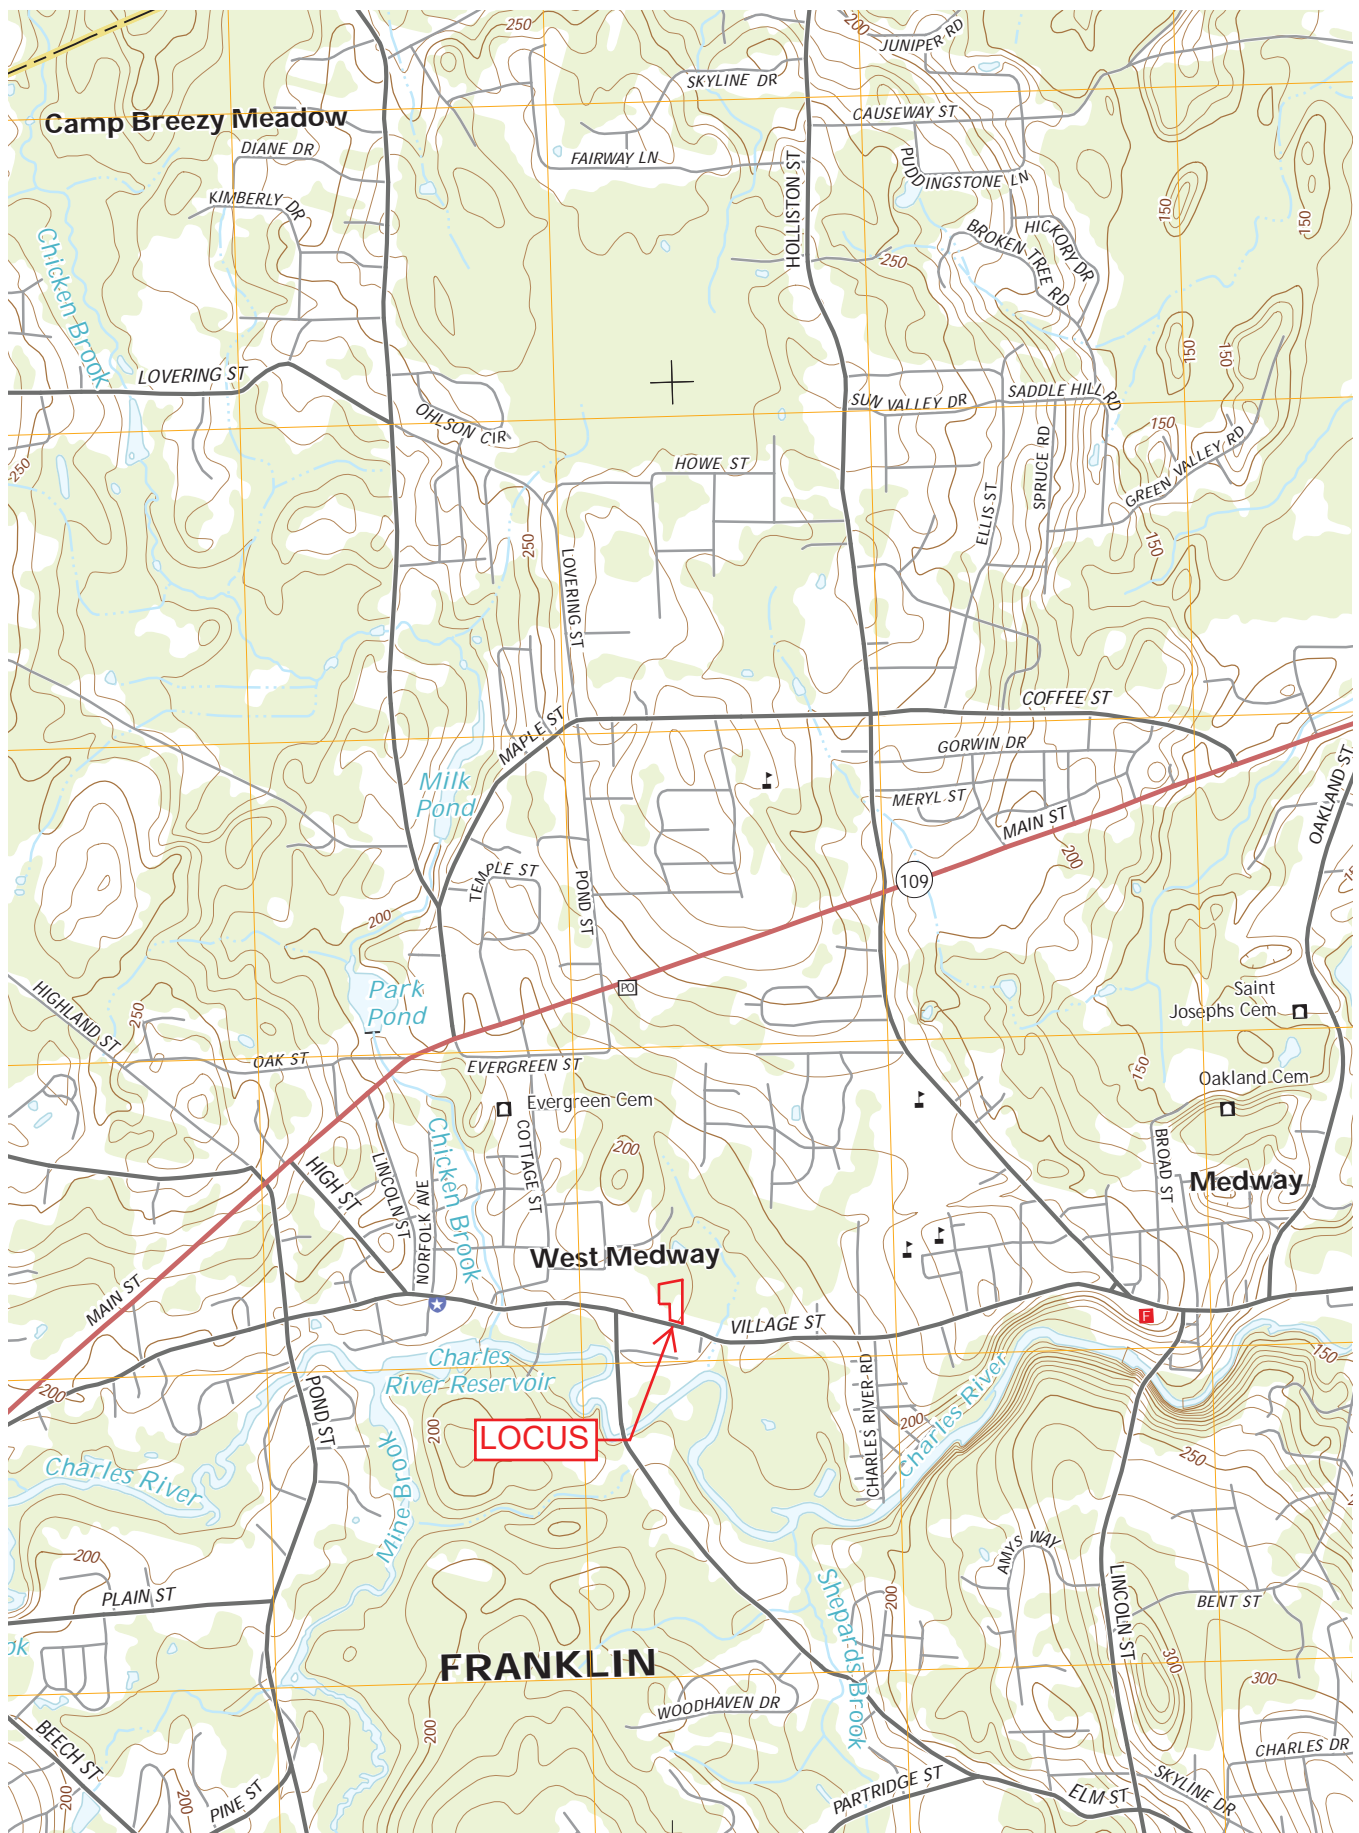 250
200
JUNIPER RD
SKYLINE DR
CAUSEWAY ST
Camp Breezy Meadow
DIANE DR
FAIRWAY LN
HOLLISTON ST
PUDDINGSTONE LN
KIMBERLY DR
150
150
HICKORY DR
BROKEN TREE RD
250
Chicken Brook
150
150
LOVERING ST
OHLSON CIR
SUN VALLEY DR
SADDLE HILL RD
150
GREEN VALLEY RD
250
HOWE ST
SPRUCE RD
ELLIS ST
250
150
LOVERING ST
COFFEE ST
MAPLE ST
GORWIN DR
OAKLAND ST
Milk
Pond
MERYL ST
MAIN ST
200
TEMPLE ST
109
POND ST
200
PO
Park
Pond
Saint
Josephs Cem
HIGHLAND ST
250
OAK ST
EVERGREEN ST
150
Oakland Cem
Evergreen Cem
Chicken Brook
COTTAGE ST
200
BROAD ST
HIGH ST
LINCOLN ST
NORFOLK AVE
Medway
West Medway
MAIN ST
VILLAGE ST
F
150
Charles
River Reservoir
CHARLES RIVER RD
Charles River
200
POND ST
200
200
LOCUS
250
Charles River
Mine Brook
200
AMYS WAY
PLAIN ST
Shepards Brook
200
LINCOLN ST
BENT ST
ok
FRANKLIN
300
300
WOODHAVEN DR
200
BEECH ST
CHARLES DR
200
200
PINE ST
PARTRIDGE ST
ELM ST
SKYLINE DR